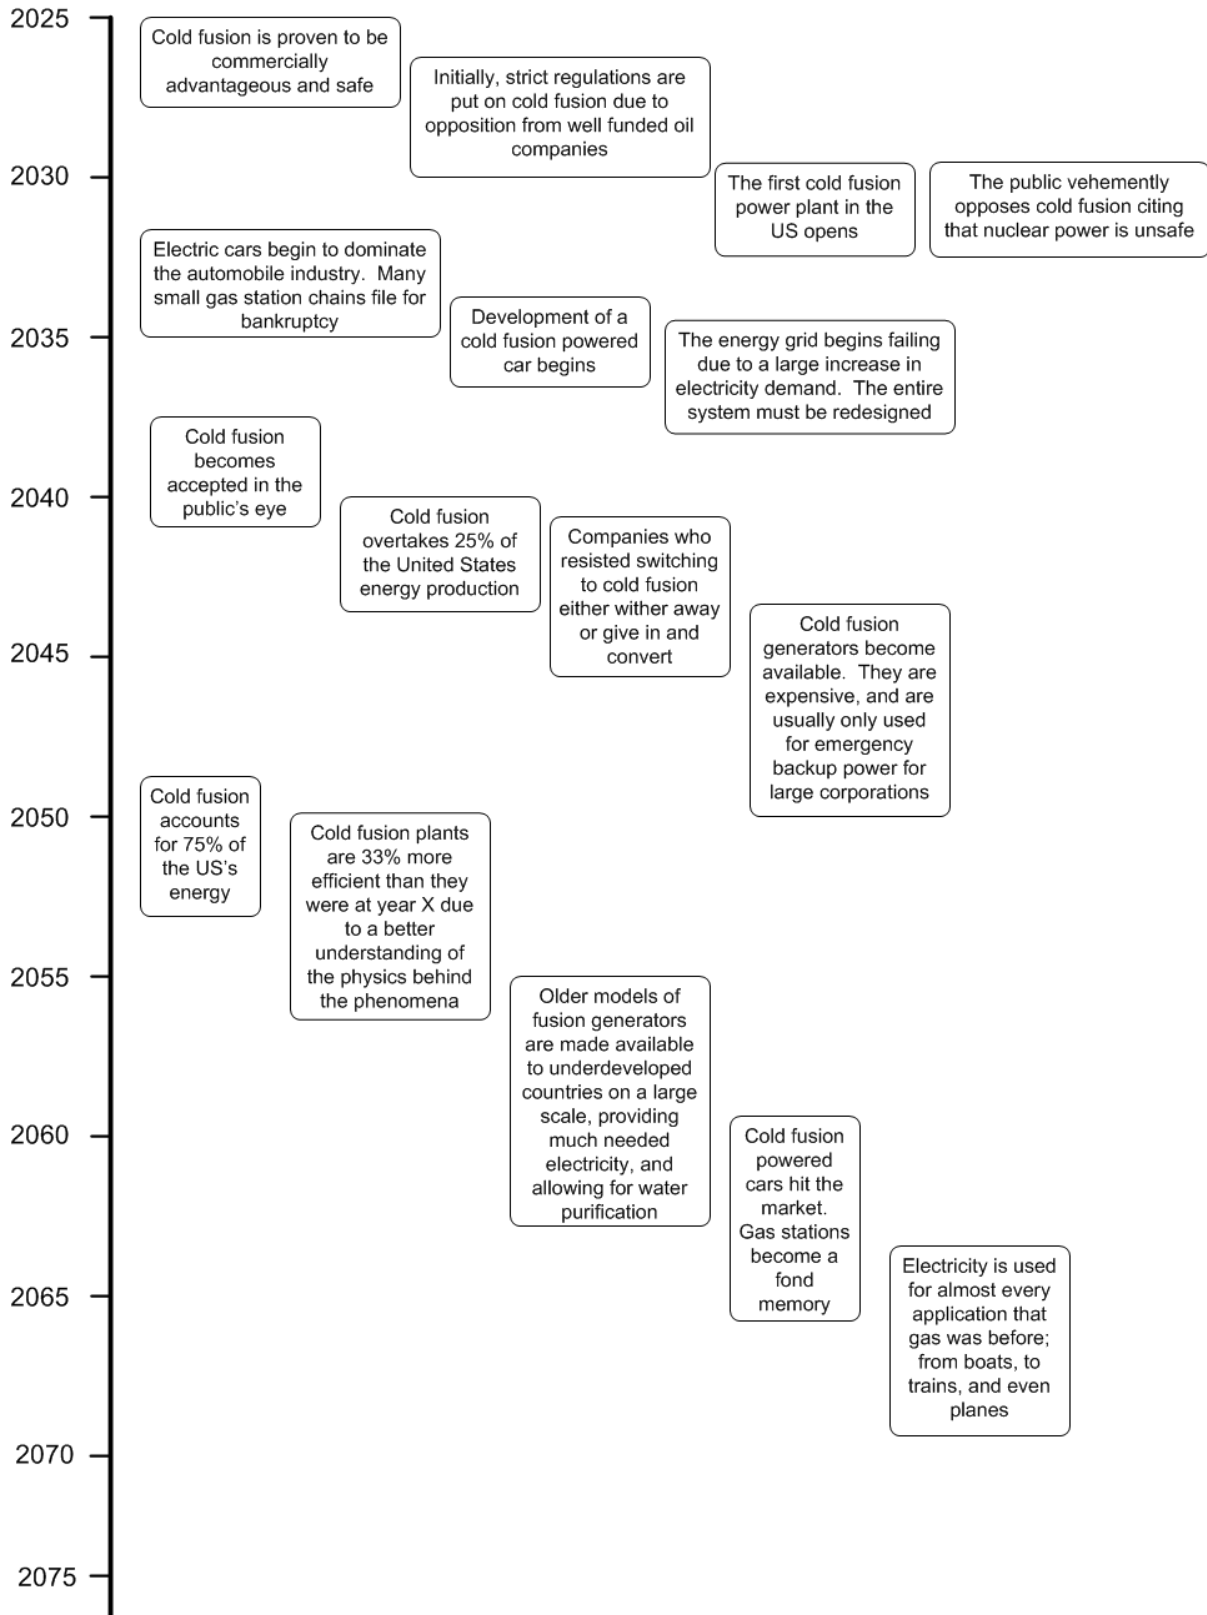 2025
Cold fusion is proven to be
commercially
advantageous and safe
Initially, strict regulations are
put on cold fusion due to
opposition from well funded oil
companies
2030
The first cold fusion
power plant in the
US opens
The public vehemently
opposes cold fusion citing
that nuclear power is unsafe
Electric cars begin to dominate
the automobile industry.  Many
small gas station chains file for
bankruptcy
2035
Development of a
cold fusion powered
car begins
The energy grid begins failing
due to a large increase in
electricity demand.  The entire
system must be redesigned
Cold fusion
becomes
accepted in the
public’s eye
2040
Cold fusion
overtakes 25% of
the United States
energy production
Companies who
resisted switching
to cold fusion
either wither away
or give in and
convert
2045
Cold fusion
generators become
available.  They are
expensive, and are
usually only used
for emergency
backup power for
large corporations
2050
Cold fusion
accounts
for 75% of
the US’s
energy
Cold fusion plants
are 33% more
efficient than they
were at year X due
to a better
understanding of
the physics behind
the phenomena
2055
Older models of
fusion generators
are made available
to underdeveloped
countries on a large
scale, providing
much needed
electricity, and
allowing for water
purification
2060
Cold fusion
powered
cars hit the
market.
Gas stations
become a
fond
memory
2065
Electricity is used
for almost every
application that
gas was before;
from boats, to
trains, and even
planes
2070
2075